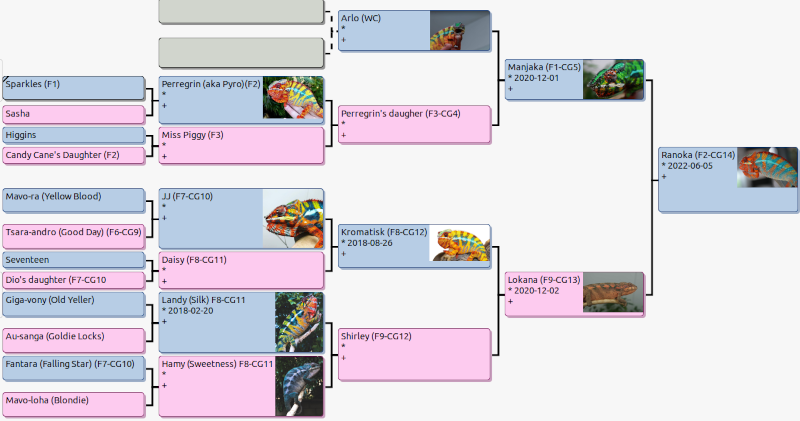 Sparkles (F1)
Sasha
Higgins
Candy Cane's Daughter (F2)
Mavo-ra (Yellow Blood)
Tsara-andro (Good Day) (F6-CG9)
Seventeen
Dio's daughter (F7-CG10
Giga-vony (Old Yeller)
Au-sanga (Goldie Locks)
Fantara (Falling Star) (F7-CG10)
Mavo-loha (Blondie)
Perregrin (aka Pyro)(F2)
*
+
Miss Piggy (F3)
*
+
JJ (F7-CG10)
*
+
Daisy (F8-CG11)
*
+
Landy (Silk) F8-CG11
* 2018-02-20
+
Hamy (Sweetness) F8-CG11
*
+
Arlo (WC)
*
+
Perregrin's daugher (F3-CG4)
*
+
Kromatisk (F8-CG12)
* 2018-08-26
+
Shirley (F9-CG12)
*
+
Manjaka (F1-CG5)
* 2020-12-01
+
Lokana (F9-CG13)
* 2020-12-02
+
Ranoka (F2-CG14)
* 2022-06-05
+